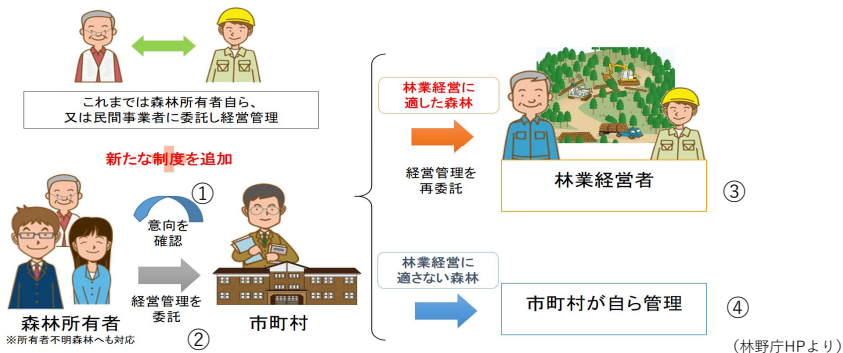 これまでは森林所有者自ら、
又は民間事業者に委託し経営管理
新たな制度を追加
①
意向を
確認
経営管理を
委託
②
森林所有者
※所有者不明森林へも対応
市町村
林業経営に
適した森林
経営管理を
再委託
林業経営者
③
林業経営に
適さない森林
市町村が自ら管理
④
（林野庁HPより）